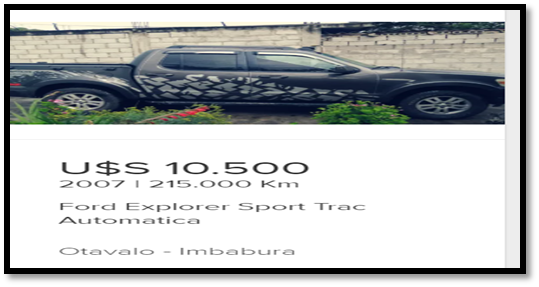 U$S 10.500
2007 | 215.000 Km
Ford Explorer Sport Trac
Automatica
Otavalo - Imbabura